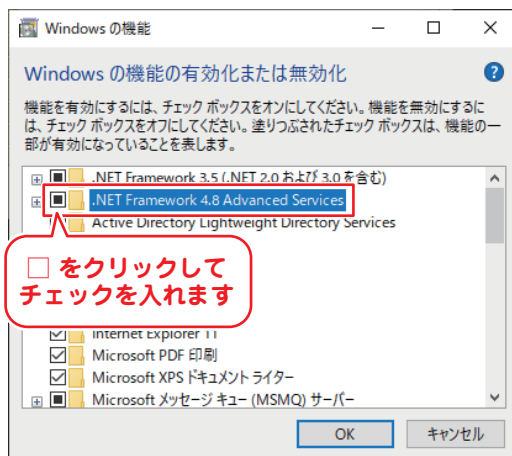 Windows の機能
Windows の機能の有効化または無効化
機能を有効にするには、チェック ボックスをオンにしてください。機能を無効にするに
は、チェック ボックスをオフにしてください。塗りつぶされたチェック ボックスは、機能の一
部が有効になっていることを表します。
.NET Framework 3.5 (.NET 2.0 および 3.0 を含む)
.NET Framework 4.8 Advanced Services
Active Directory Lightweight Directory Services
□ をクリックして
チェックを入れます
Internet Explorer 11
Microsoft PDF 印刷
Microsoft XPS ドキュメント ライター
Microsoft メッセージ キュー (MSMQ) サーバー
OK
キャンセル